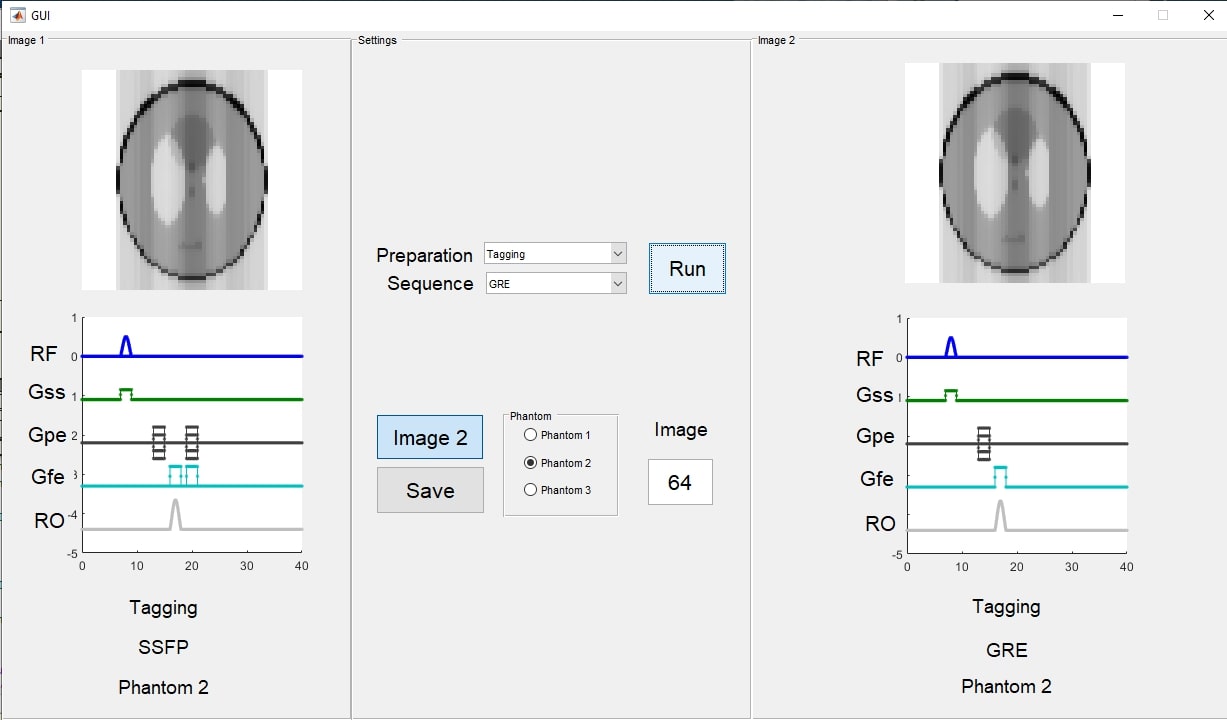 GUI
Image 1
RF
Gss
Gpe
Gfe
RO
1
0
1
2
3
-4
-5
0
10
20
30
40
Tagging
SSFP
Phantom 2
Settings
Preparation
Tagging
Run
Sequence
GRE
Image 2
Save
Phantom
Phantom 1
Phantom 2
Phantom 3
Image
64
Image 2
RF
Gss
Gpe
Gfe
RO
1
0
-5
0
10
20
30
40
Tagging
GRE
Phantom 2